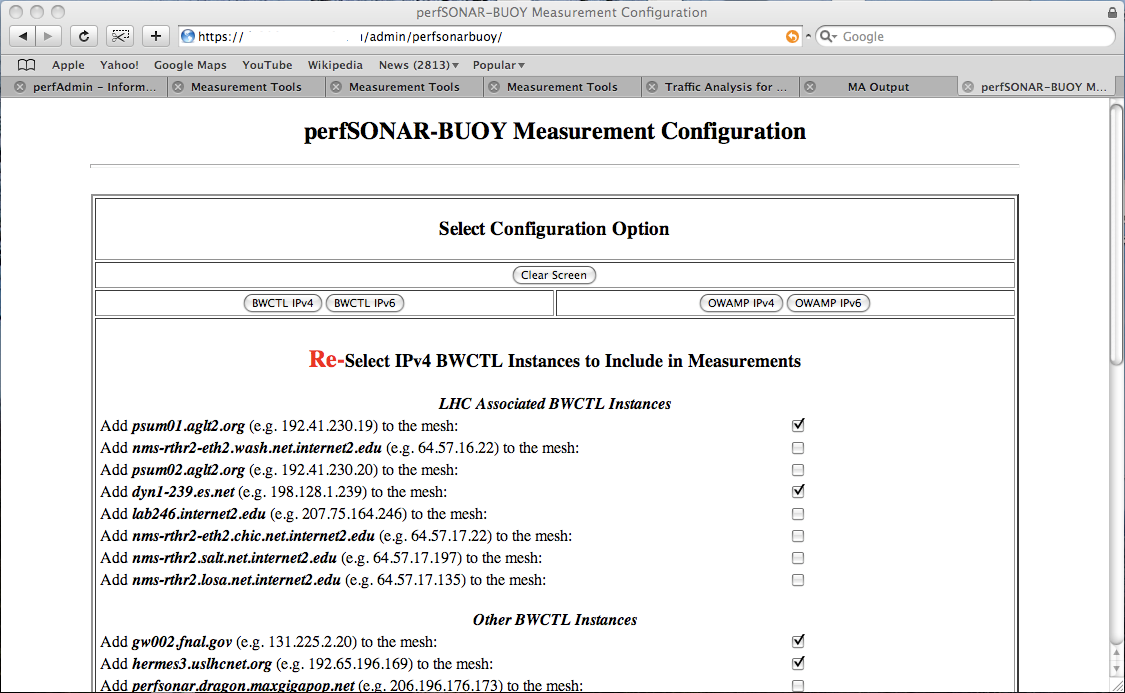 perfSONAR-BUOY Measurement Configuration
https:// /admin/perfsonarbuoy/
Google
Apple Yahoo! Google Maps YouTube Wikipedia News (2813) Popular
perfAdmin – Inform... Measurement Tools Measurement Tools Measurement Tools Traffic Analysis for ... MA Output perfSONAR-BUOY M...
perfSONAR-BUOY Measurement Configuration
Select Configuration Option
Clear Screen
BWCTL IPv4 BWCTL IPv6 OWAMP IPv4 OWAMP IPv6
Re-Select IPv4 BWCTL Instances to Include in Measurements
LHC Associated BWCTL Instances
Add psum01.aglt2.org (e.g. 192.41.230.19) to the mesh:
Add nms-rthr2-eth2.wash.net.internet2.edu (e.g. 64.57.16.22) to the mesh:
Add psum02.aglt2.org (e.g. 192.41.230.20) to the mesh:
Add dyn1-239.es.net (e.g. 198.128.1.239) to the mesh:
Add lab246.internet2.edu (e.g. 207.75.164.246) to the mesh:
Add nms-rthr2-eth2.chic.net.internet2.edu (e.g. 64.57.17.22) to the mesh:
Add nms-rthr2.salt.net.internet2.edu (e.g. 64.57.17.197) to the mesh:
Add nms-rthr2.losa.net.internet2.edu (e.g. 64.57.17.135) to the mesh:
Other BWCTL Instances
Add gw002.fnal.gov (e.g. 131.225.2.20) to the mesh:
Add hermes3.uslhcnet.org (e.g. 192.65.196.169) to the mesh:
Add perfsonar.dragon.maxgigapop.net (e.g. 206.196.176.173) to the mesh: